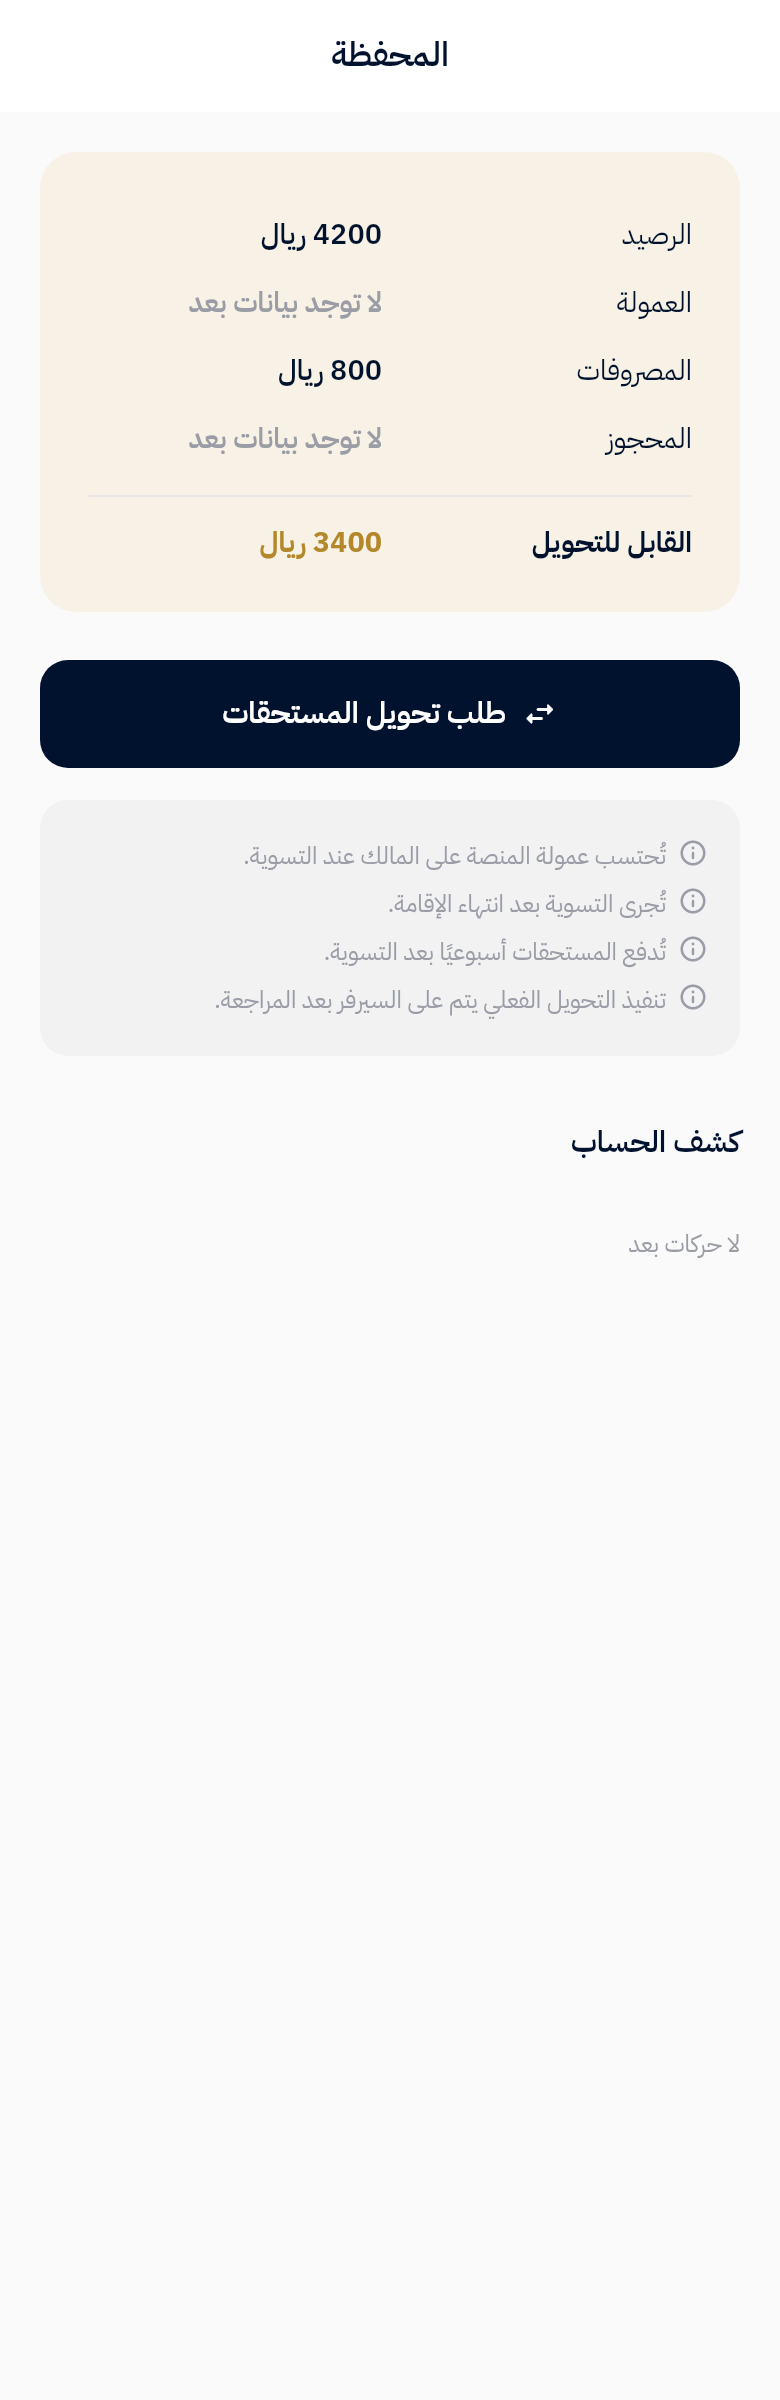 المحفظة
الرصيد 4200 ريال
العمولة لا توجد بيانات بعد
المصروفات 800 ريال
المحجوز لا توجد بيانات بعد
القابل للتحويل 3400 ريال
طلب تحويل المستحقات
تُحتسب عمولة المنصة على المالك عند التسوية.
تُجرى التسوية بعد انتهاء الإقامة.
تُدفع المستحقات أسبوعيًا بعد التسوية.
تنفيذ التحويل الفعلي يتم على السيرفر بعد المراجعة.
كشف الحساب
لا حركات بعد